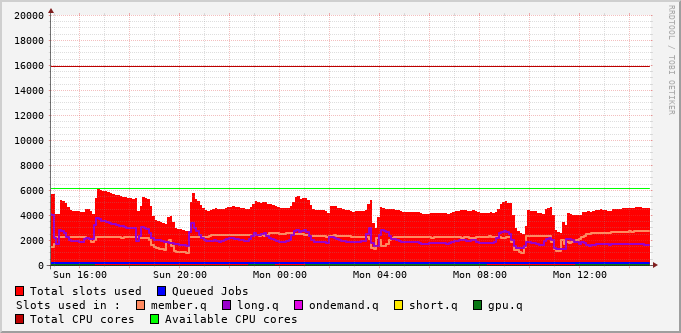 RRDTOOL / TOBI OETIKER
20000
18000
16000
14000
12000
10000
8000
6000
4000
2000
0
Sun 16:00 Sun 20:00 Mon 00:00 Mon 04:00 Mon 08:00 Mon 12:00
Total slots used Queued Jobs
Slots used in : member.q long.q ondemand.q short.q gpu.q
Total CPU cores Available CPU cores